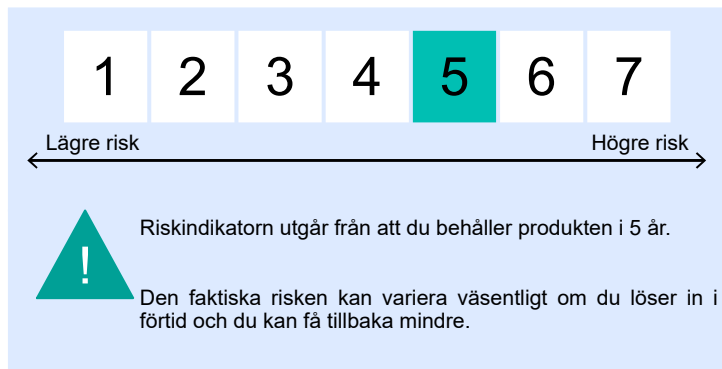 1 2 3 4 5 6 7
Lägre risk Högre risk
Riskindikatorn utgår från att du behåller produkten i 5 år.
!
Den faktiska risken kan variera väsentligt om du löser in i
förtid och du kan få tillbaka mindre.